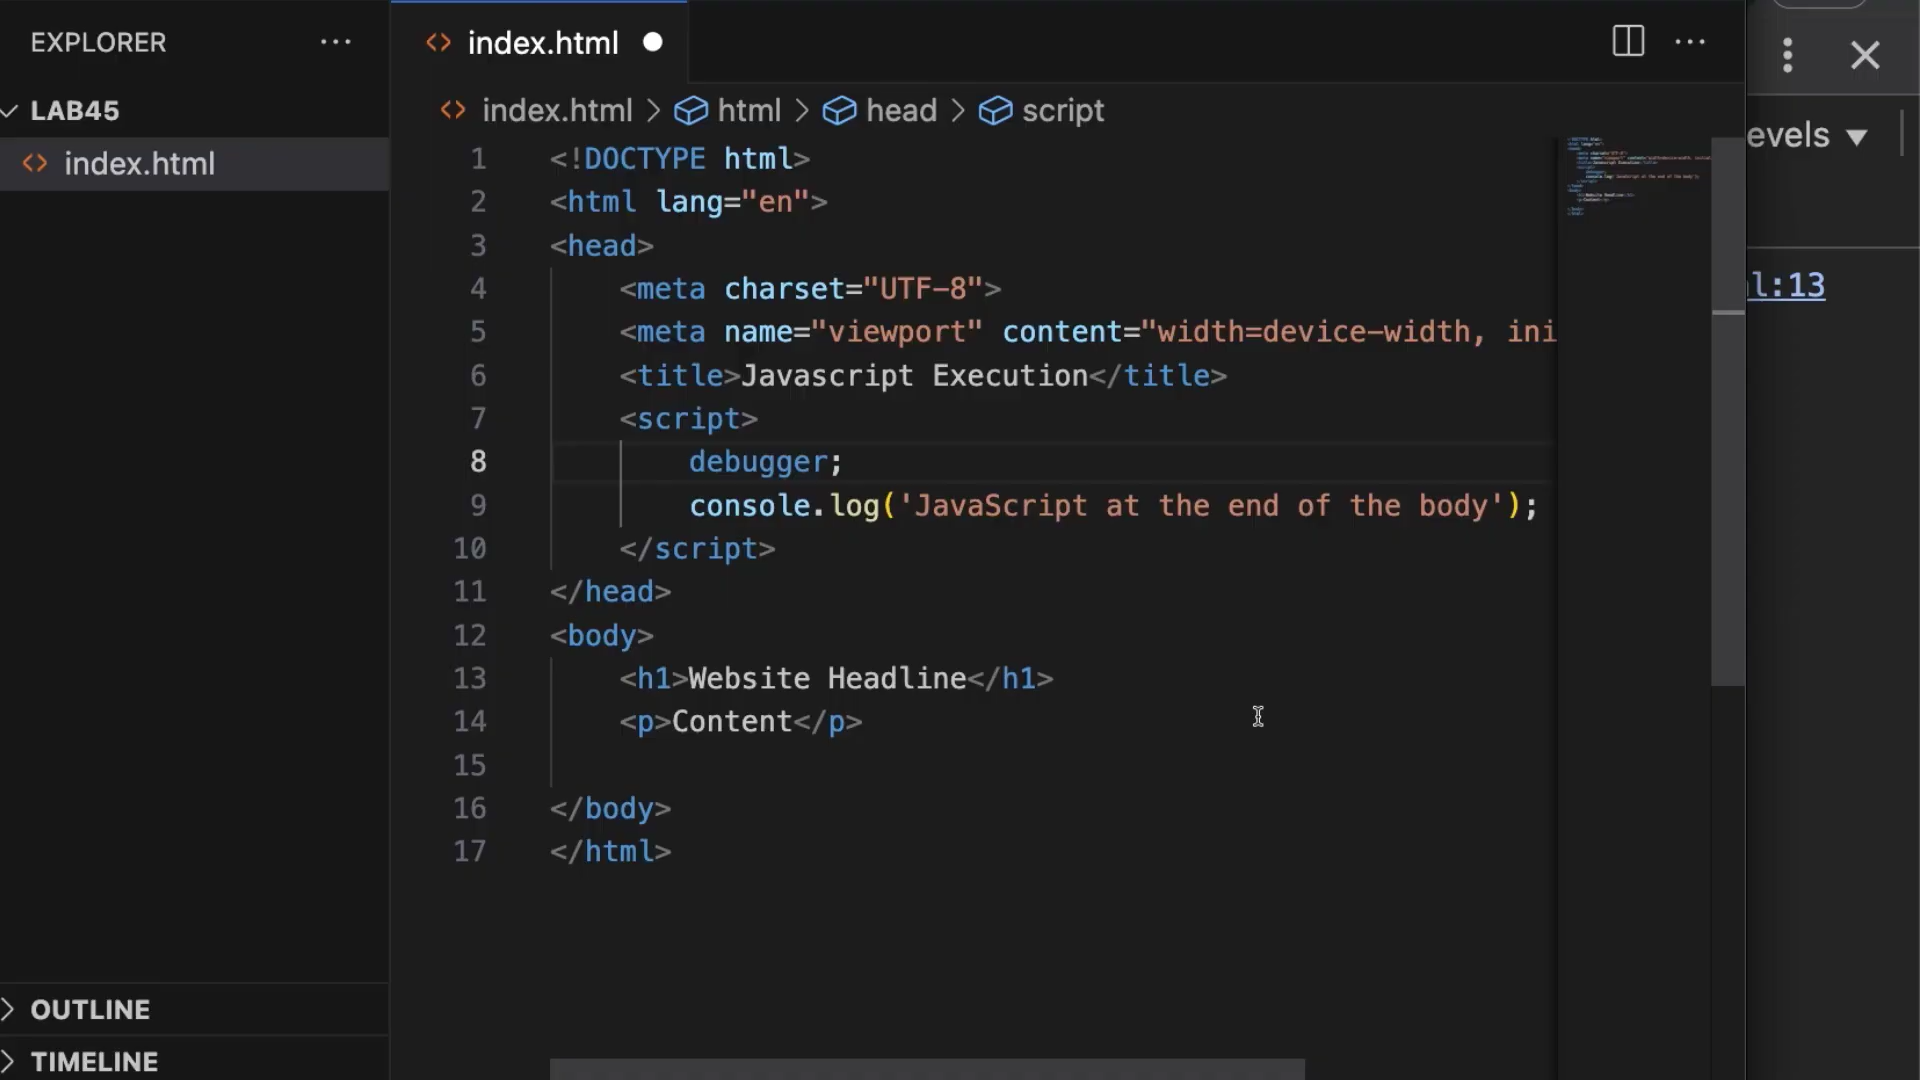 EXPLORER
LAB45
index.html
OUTLINE
TIMELINE
index.html
index.html > html > head > script
1 <!DOCTYPE html>
2 <html lang="en">
3 <head>
4 <meta charset="UTF-8">
5 <meta name="viewport" content="width=device-width, ini
6 <title>Javascript Execution</title>
7 <script>
8 debugger;
9 console.log('JavaScript at the end of the body');
10 </script>
11 </head>
12 <body>
13 <h1>Website Headline</h1>
14 <p>Content</p>
15
16 </body>
17 </html>
evels
l:13